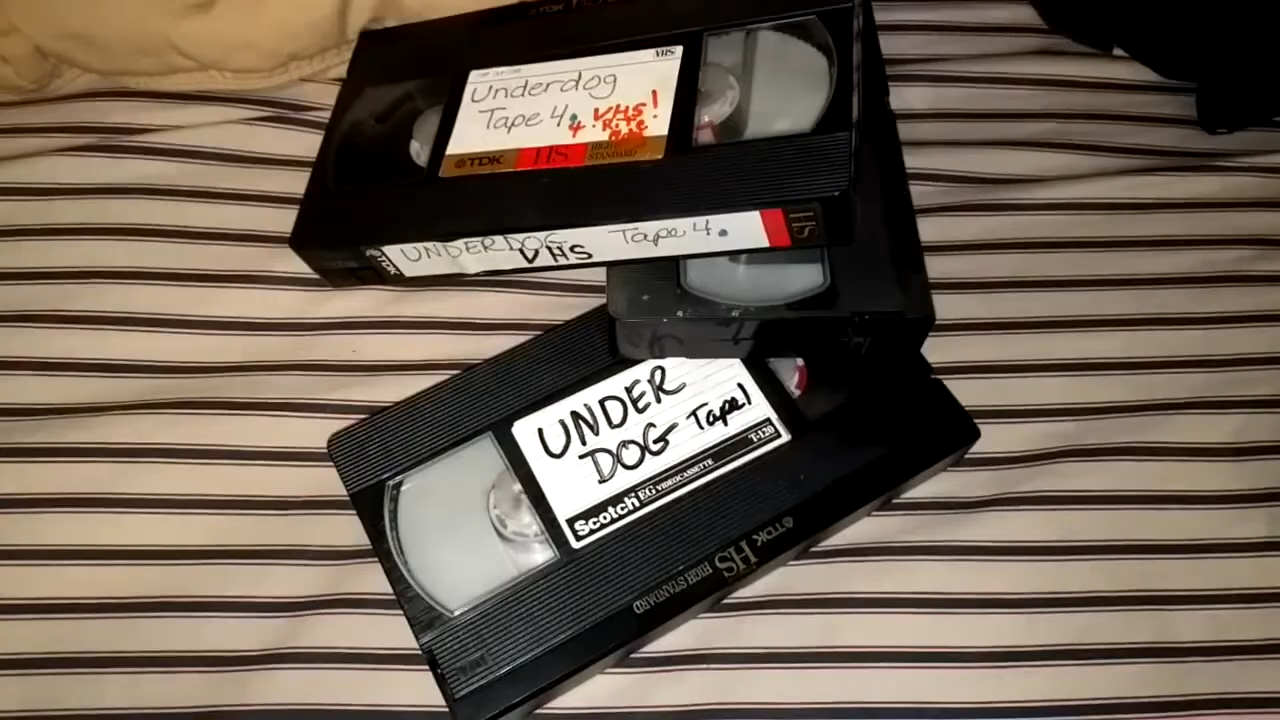 VHS
Underdog
Tape 4.
4. VHS!
TDK HS HIGH STANDARD
TDK UNDERDOG VHS Tape 4. HS
UNDER
DOG Tape 1
Scotch EG VIDEOCASSETTE T-120
TDK HS HIGH STANDARD